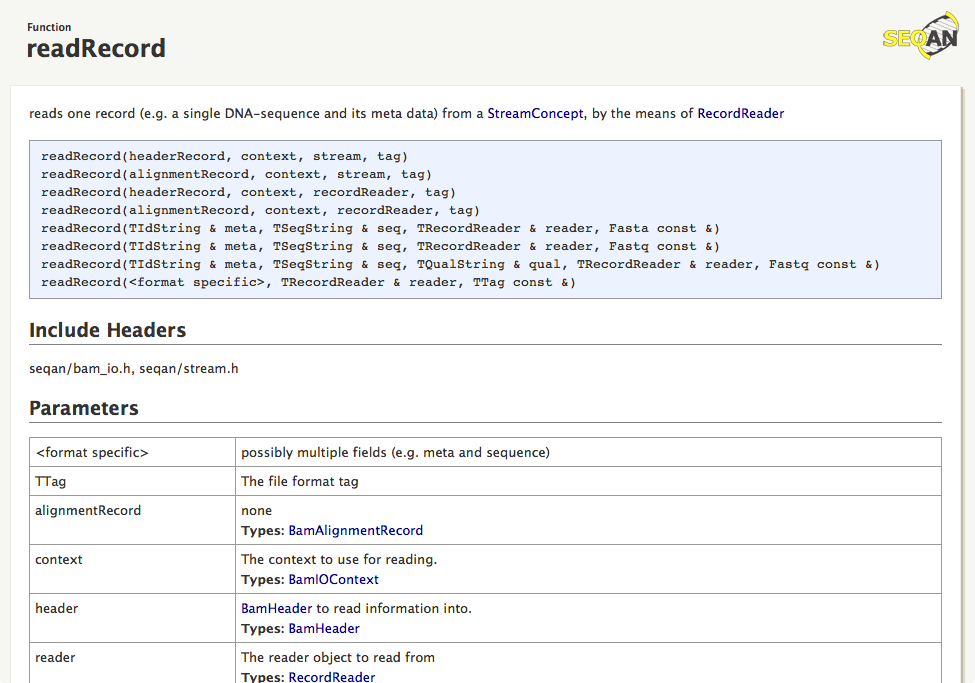 Function
readRecord
SEQAN
reads one record (e.g. a single DNA-sequence and its meta data) from a StreamConcept, by the means of RecordReader
readRecord(headerRecord, context, stream, tag)
readRecord(alignmentRecord, context, stream, tag)
readRecord(headerRecord, context, recordReader, tag)
readRecord(alignmentRecord, context, recordReader, tag)
readRecord(TIdString & meta, TSeqString & seq, TRecordReader & reader, Fasta const &)
readRecord(TIdString & meta, TSeqString & seq, TRecordReader & reader, Fastq const &)
readRecord(TIdString & meta, TSeqString & seq, TQualString & qual, TRecordReader & reader, Fastq const &)
readRecord(<format specific>, TRecordReader & reader, TTag const &)
Include Headers
seqan/bam_io.h, seqan/stream.h
Parameters
<format specific> possibly multiple fields (e.g. meta and sequence)
TTag The file format tag
alignmentRecord none
Types: BamAlignmentRecord
context The context to use for reading.
Types: BamIOContext
header BamHeader to read information into.
Types: BamHeader
reader The reader object to read from
Types: RecordReader